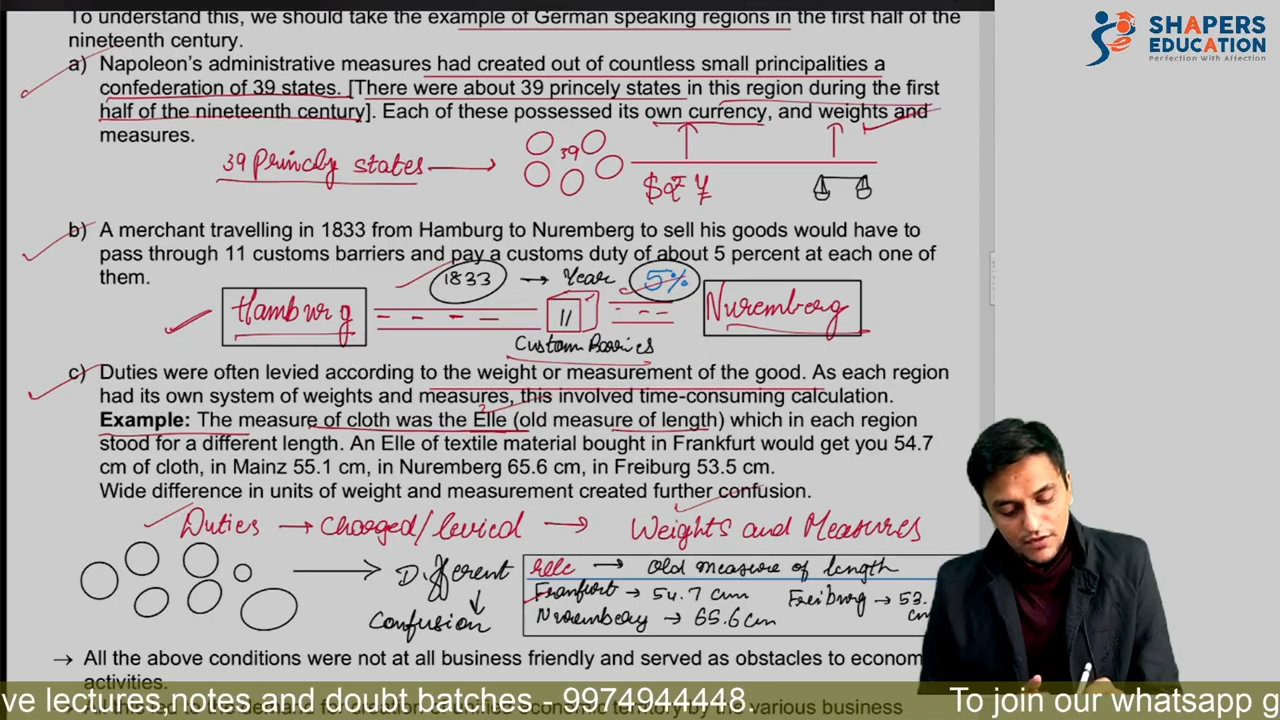 To understand this, we should take the example of German speaking regions in the first half of the
nineteenth century.
a) Napoleon's administrative measures had created out of countless small principalities a
confederation of 39 states. [There were about 39 princely states in this region during the first
half of the nineteenth century]. Each of these possessed its own currency, and weights and
measures.
39 Princly states
39
$ ₹ ¥
b) A merchant travelling in 1833 from Hamburg to Nuremberg to sell his goods would have to
pass through 11 customs barriers and pay a customs duty of about 5 percent at each one of
them.
1833 → Year 5%
Hamburg 11 Nuremberg
Custom Barries
c) Duties were often levied according to the weight or measurement of the good. As each region
had its own system of weights and measures, this involved time-consuming calculation.
Example: The measure of cloth was the Elle (old measure of length) which in each region
stood for a different length. An Elle of textile material bought in Frankfurt would get you 54.7
cm of cloth, in Mainz 55.1 cm, in Nuremberg 65.6 cm, in Freiburg 53.5 cm.
Wide difference in units of weight and measurement created further confusion.
Duties → Charged/levied → Weights and Measures
Different
Confusion
→ Old measure of length
Franfurt → 54.7 cm Freiburg → 53.
Nuremberg → 65.6 cm cm
→ All the above conditions were not at all business friendly and served as obstacles to econom
activities.
ve lectures, notes and doubt batches - 9974944448. To join our whatsapp g
SHAPERS
EDUCATION
Perfection With Affection